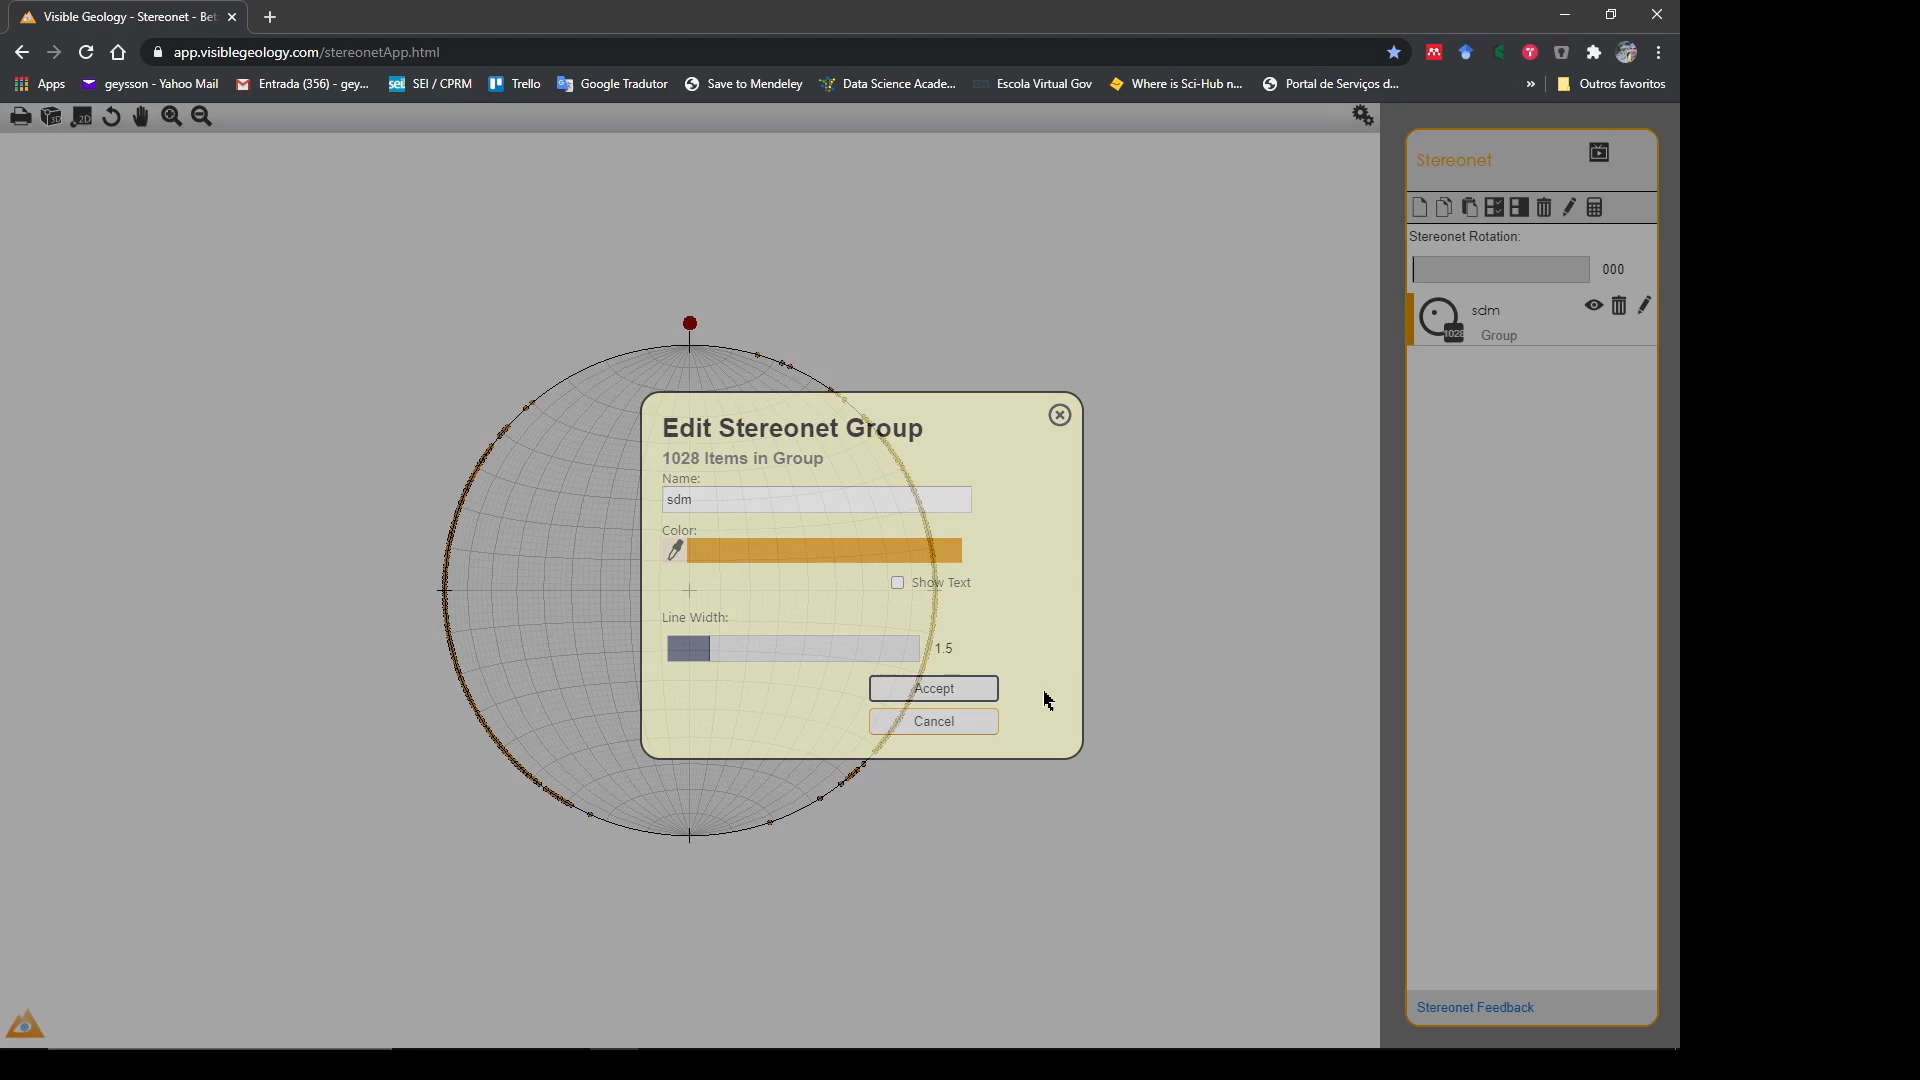 Visible Geology - Stereonet - Bet
app.visiblegeology.com/stereonetApp.html
Apps
geysson - Yahoo Mail
Entrada (356) - gey...
SEI / CPRM
Trello
Google Tradutor
Save to Mendeley
Data Science Acade...
Escola Virtual Gov
Where is Sci-Hub n...
Portal de Serviços d...
»
Outros favoritos
3D
2D
Stereonet
Stereonet Rotation:
000
sdm
1028
Group
Edit Stereonet Group
1028 Items in Group
Name:
sdm
Color:
Show Text
Line Width:
1.5
Accept
Cancel
Stereonet Feedback